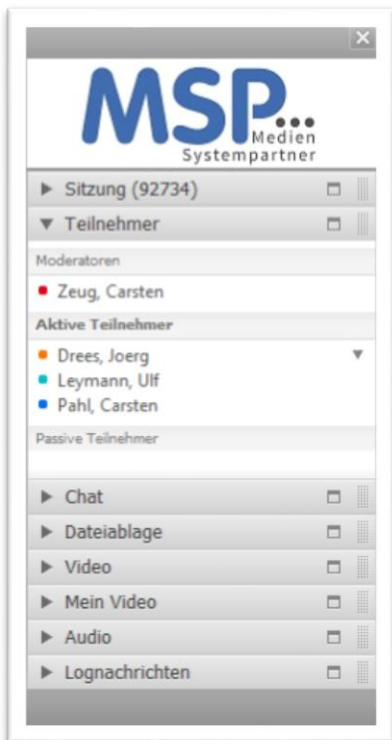 MSP...
Medien
Systempartner
Sitzung (92734)
Teilnehmer
Moderatoren
Zeug, Carsten
Aktive Teilnehmer
Drees, Joerg
Leymann, Ulf
Pahl, Carsten
Passive Teilnehmer
Chat
Dateiablage
Video
Mein Video
Audio
Lognachrichten